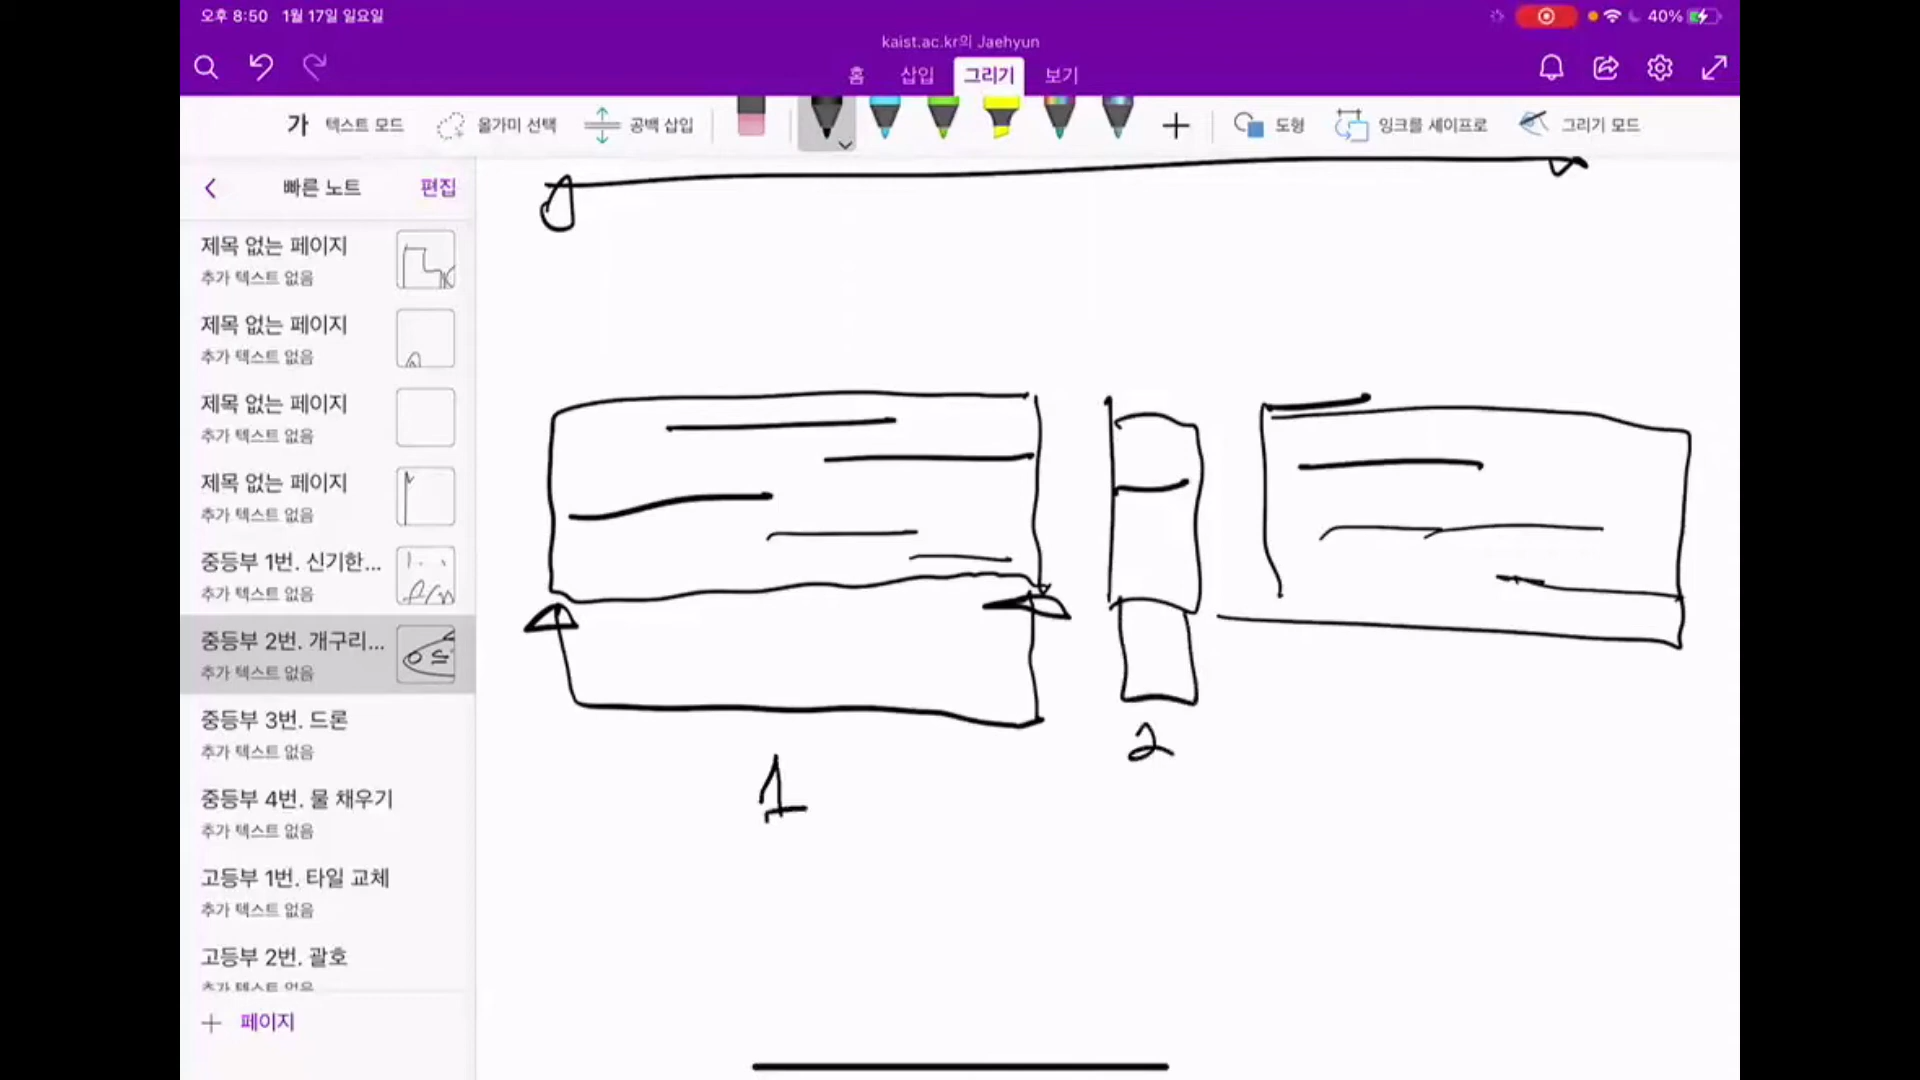 오후 8:50 1월 17일 일요일
40%
kaist.ac.kr의 Jaehyun
홈 삽입 그리기 보기
가 텍스트 모드 올가미 선택 공백 삽입 도형 잉크를 셰이프로 그리기 모드
빠른 노트 편집
제목 없는 페이지
추가 텍스트 없음
제목 없는 페이지
추가 텍스트 없음
제목 없는 페이지
추가 텍스트 없음
제목 없는 페이지
추가 텍스트 없음
중등부 1번. 신기한...
추가 텍스트 없음
중등부 2번. 개구리...
추가 텍스트 없음
중등부 3번. 드론
추가 텍스트 없음
중등부 4번. 물 채우기
추가 텍스트 없음
고등부 1번. 타일 교체
추가 텍스트 없음
고등부 2번. 괄호
추가 텍스트 없음
페이지
1
2